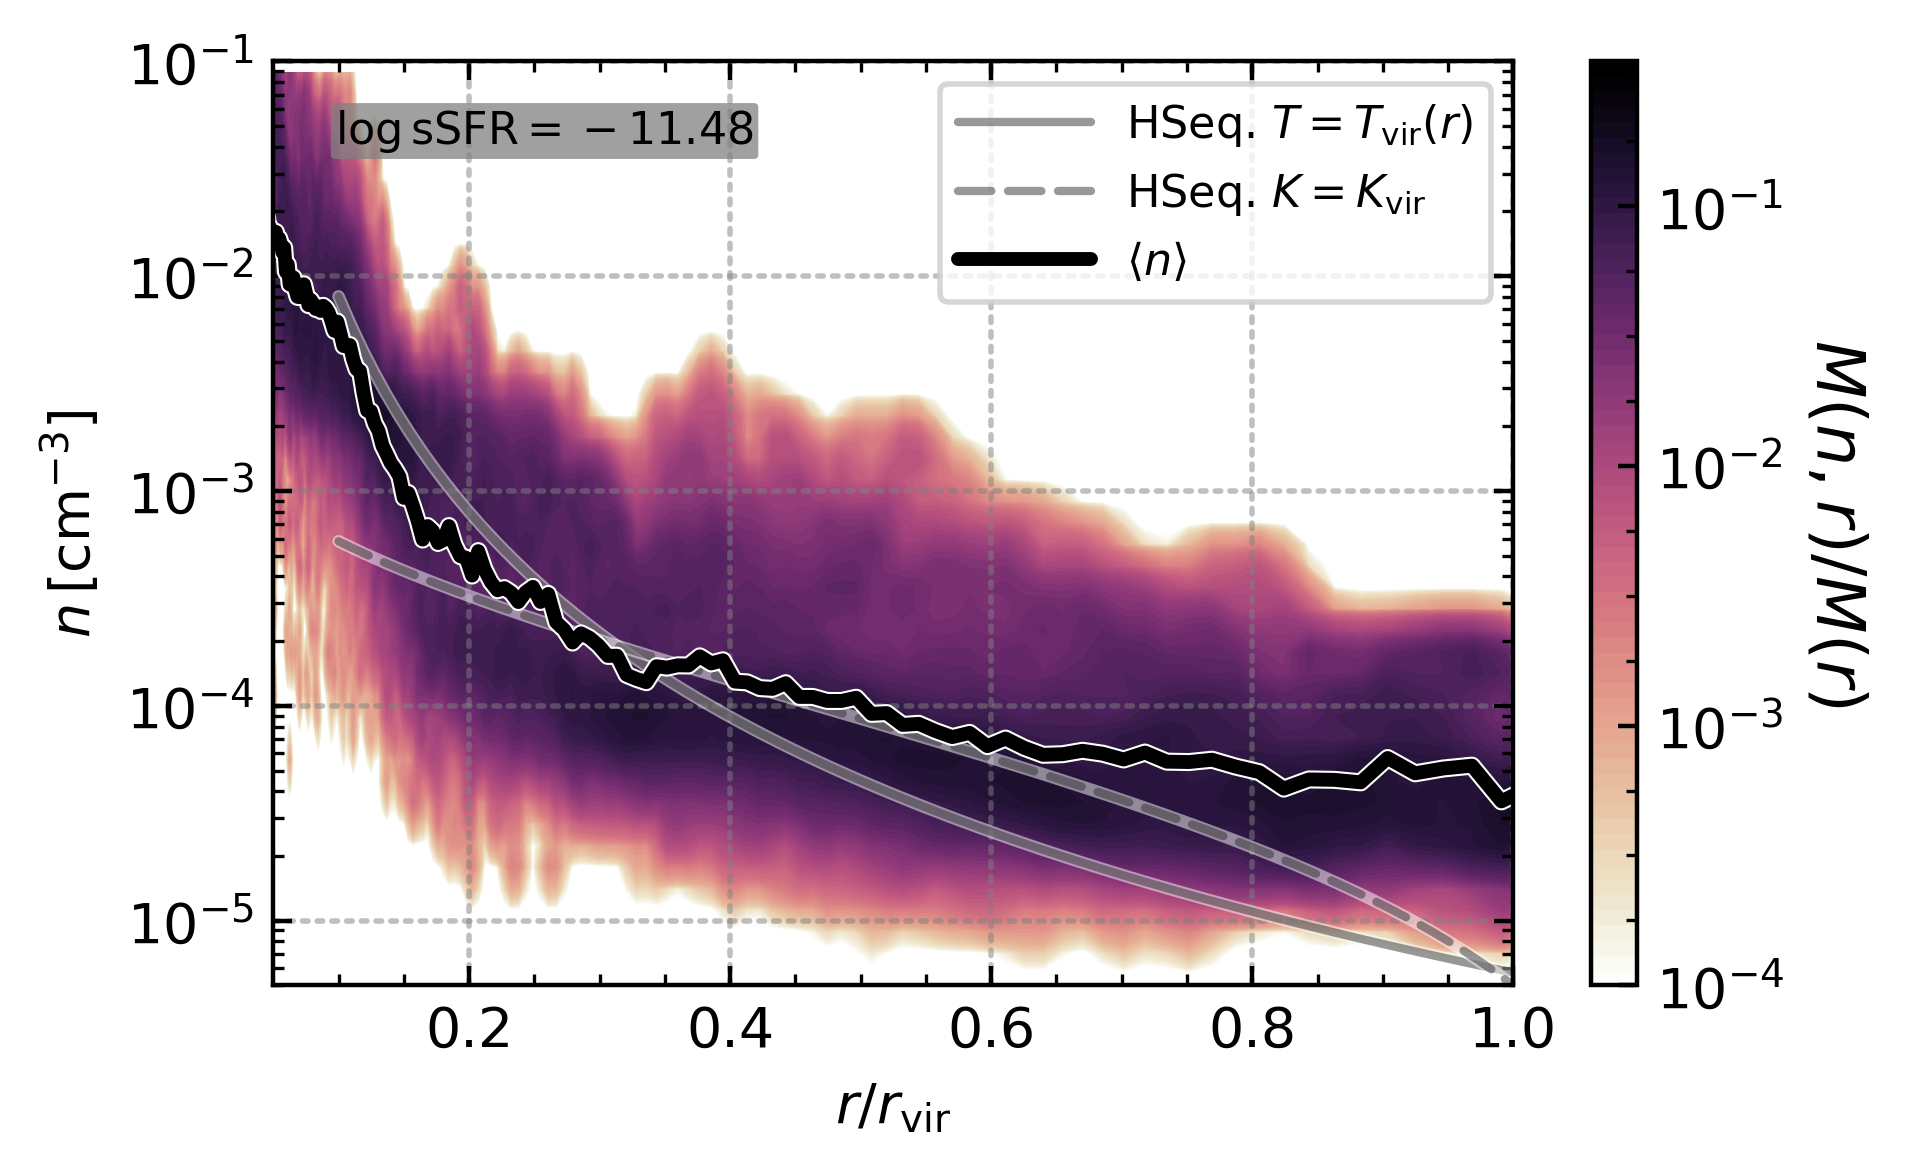 log sSFR = − 11.48
HSeq. T = T_vir(r)
HSeq. K = K_vir
⟨n⟩
n [cm⁻³]
10⁻¹
10⁻²
10⁻³
10⁻⁴
10⁻⁵
0.2 0.4 0.6 0.8 1.0
r/r_vir
10⁻¹
10⁻²
10⁻³
10⁻⁴
M(n, r)/M(r)